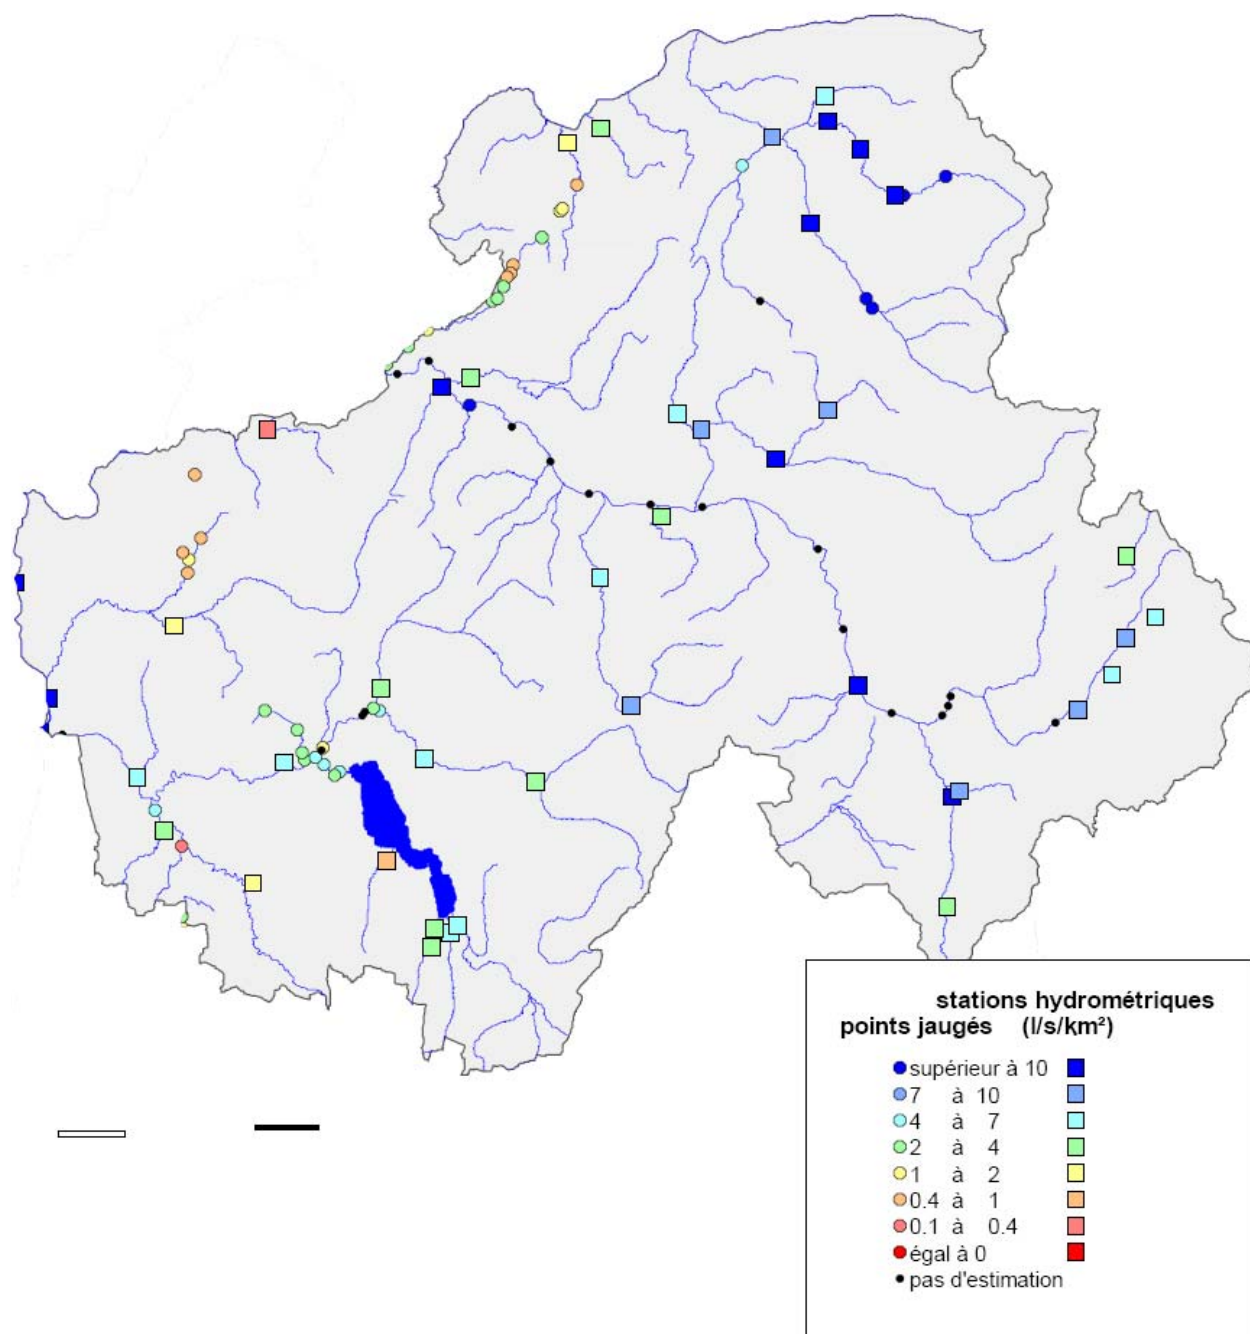 stations hydrométriques
points jaugés (l/s/km²)
supérieur à 10
7 à 10
4 à 7
2 à 4
1 à 2
0.4 à 1
0.1 à 0.4
égal à 0
pas d'estimation